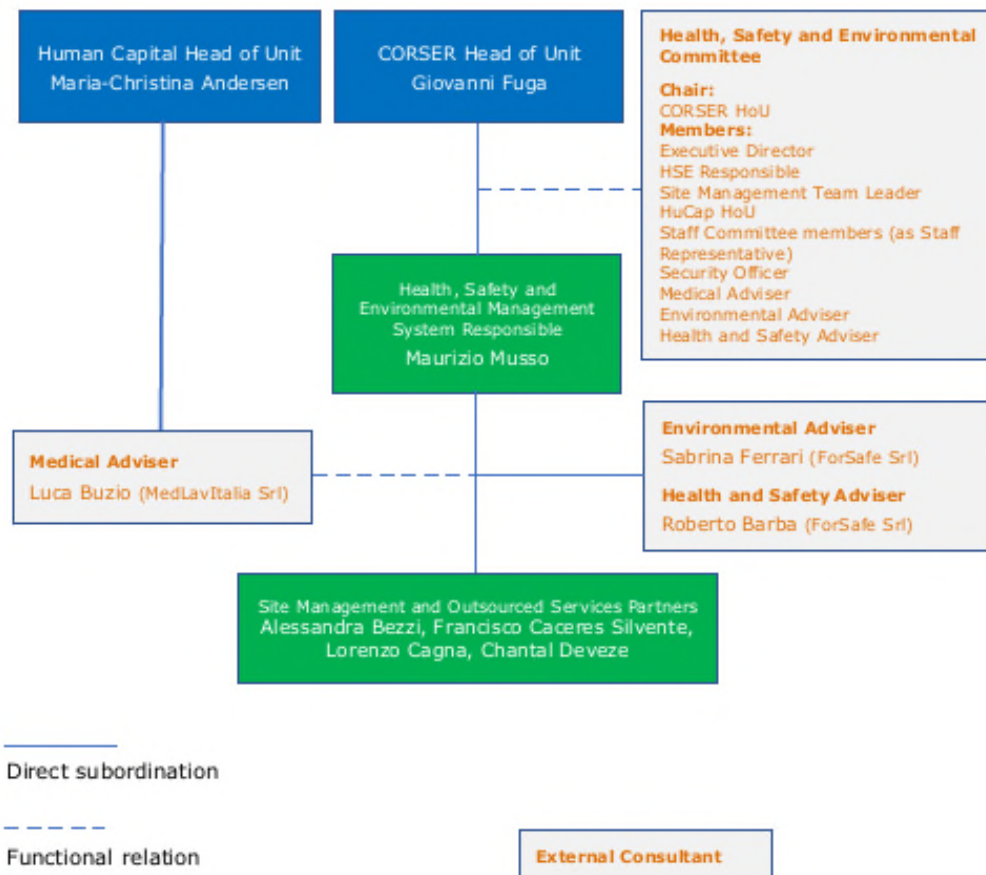 Human Capital Head of Unit
Maria-Christina Andersen
CORSER Head of Unit
Giovanni Fuga
Health, Safety and Environmental
Committee
Chair:
CORSER HoU
Members:
Executive Director
HSE Responsible
Site Management Team Leader
HuCap HoU
Staff Committee members (as Staff
Representative)
Security Officer
Medical Adviser
Environmental Adviser
Health and Safety Adviser
Health, Safety and
Environmental Management
System Responsible
Maurizio Musso
Medical Adviser
Luca Buzio (MedLavItalia Srl)
Environmental Adviser
Sabrina Ferrari (ForSafe Srl)
Health and Safety Adviser
Roberto Barba (ForSafe Srl)
Site Management and Outsourced Services Partners
Alessandra Bezzi, Francisco Caceres Silvente,
Lorenzo Cagna, Chantal Deveze
Direct subordination
Functional relation
External Consultant